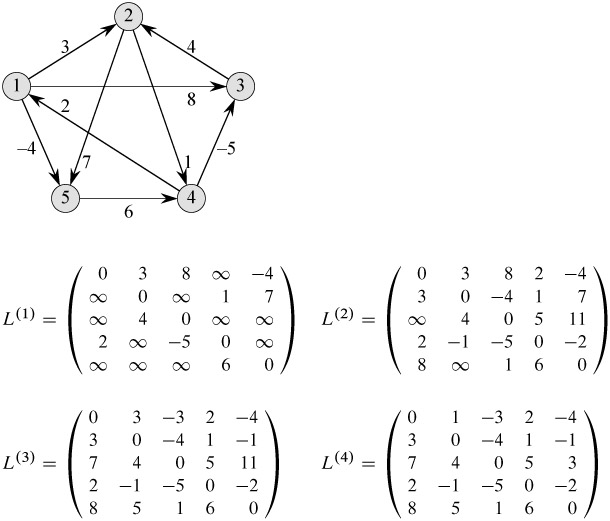 2
3
4
1
3
8
2
-4
7
1
-5
5
4
6
L(1) = ( 0 3 8 ∞ -4
∞ 0 ∞ 1 7
∞ 4 0 ∞ ∞
2 ∞ -5 0 ∞
∞ ∞ ∞ 6 0 )
L(2) = ( 0 3 8 2 -4
3 0 -4 1 7
∞ 4 0 5 11
2 -1 -5 0 -2
8 ∞ 1 6 0 )
L(3) = ( 0 3 -3 2 -4
3 0 -4 1 -1
7 4 0 5 11
2 -1 -5 0 -2
8 5 1 6 0 )
L(4) = ( 0 1 -3 2 -4
3 0 -4 1 -1
7 4 0 5 3
2 -1 -5 0 -2
8 5 1 6 0 )